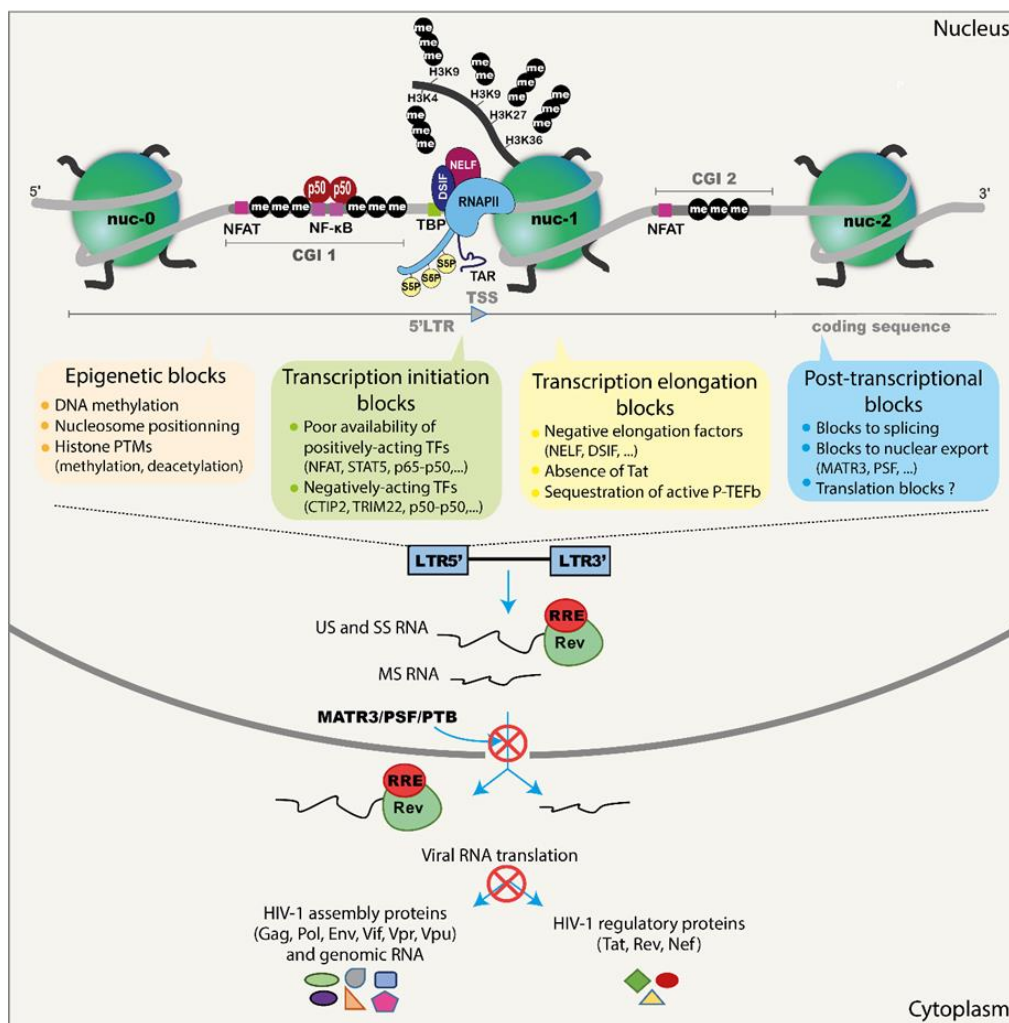 Nucleus
me
me
me
H3K9
H3K4
me
me
me
me
me
H3K9
me
me
me
H3K27
me
me
me
H3K36
5'
nuc-0
NFAT
me me me
p50 p50
NF-κB
me me me
CGI 1
TBP
DSIF
NELF
RNAPII
S5P
S5P
S5P
TAR
nuc-1
NFAT
me me me
CGI 2
nuc-2
3'
TSS
5'LTR
coding sequence
Epigenetic blocks
DNA methylation
Nucleosome positionning
Histone PTMs
(methylation, deacetylation)
Transcription initiation
blocks
Poor availability of
positively-acting TFs
(NFAT, STAT5, p65-p50,...)
Negatively-acting TFs
(CTIP2, TRIM22, p50-p50,...)
Transcription elongation
blocks
Negative elongation factors
(NELF, DSIF, ...)
Absence of Tat
Sequestration of active P-TEFb
Post-transcriptional
blocks
Blocks to splicing
Blocks to nuclear export
(MATR3, PSF, ...)
Translation blocks ?
LTR5'
LTR3'
US and SS RNA
RRE
Rev
MS RNA
MATR3/PSF/PTB
RRE
Rev
Viral RNA translation
HIV-1 assembly proteins
(Gag, Pol, Env, Vif, Vpr, Vpu)
and genomic RNA
HIV-1 regulatory proteins
(Tat, Rev, Nef)
Cytoplasm